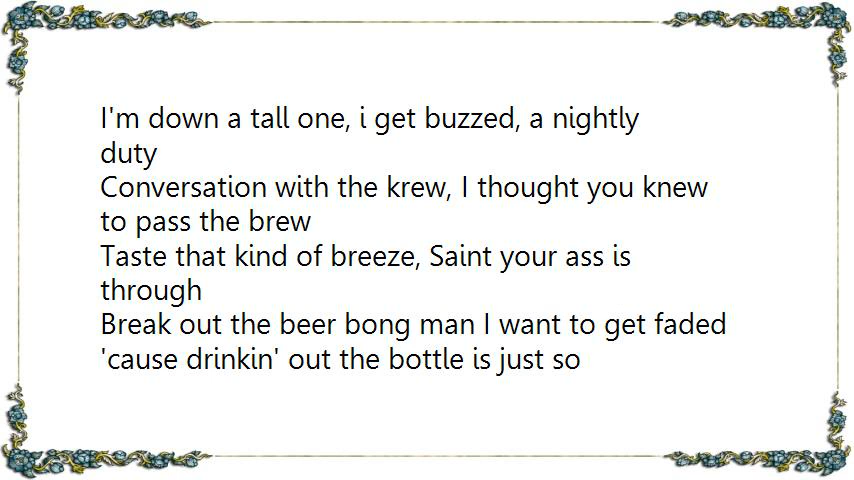 I'm down a tall one, i get buzzed, a nightly
duty
Conversation with the krew, I thought you knew
to pass the brew
Taste that kind of breeze, Saint your ass is
through
Break out the beer bong man I want to get faded
'cause drinkin' out the bottle is just so